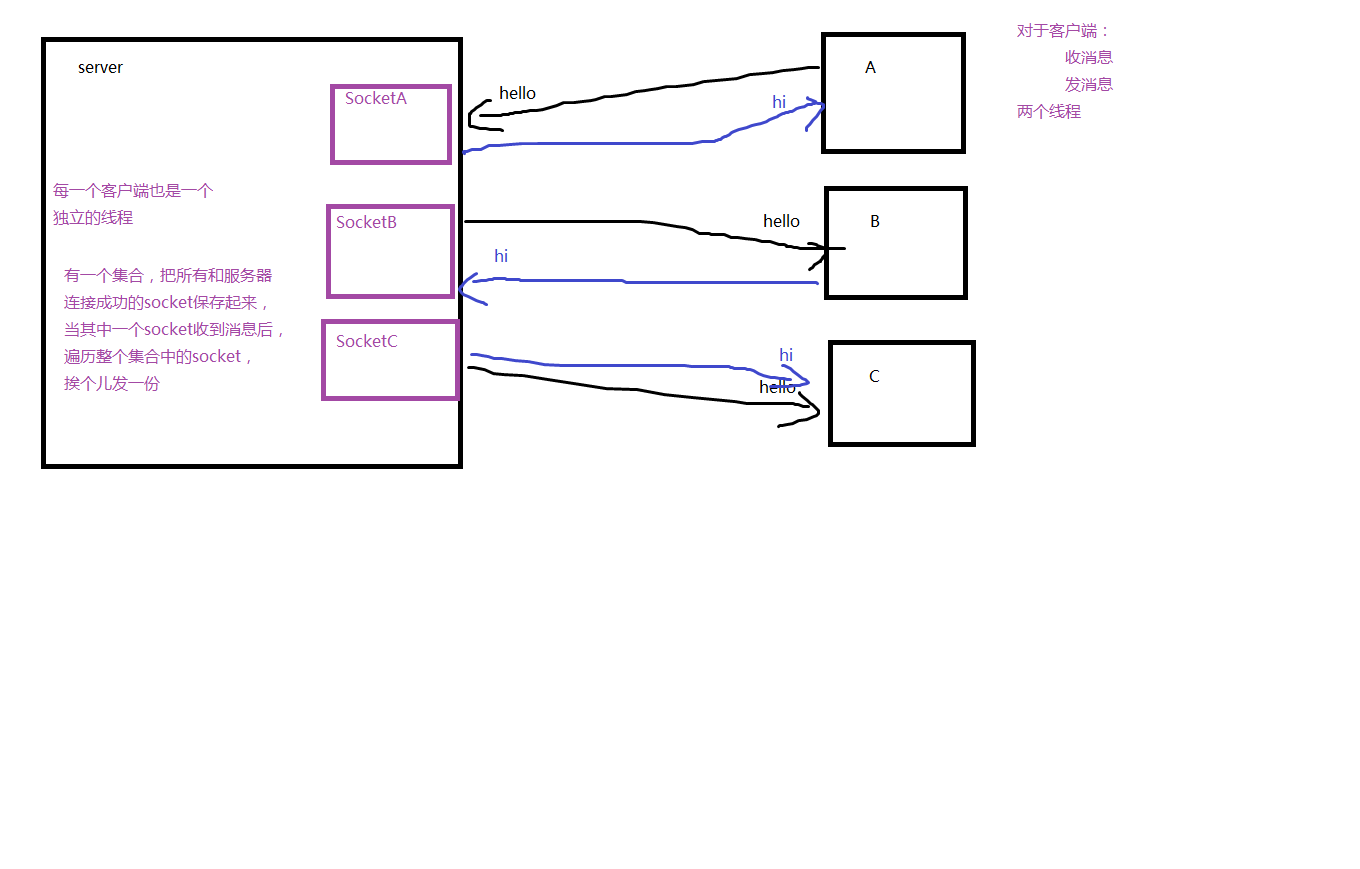 server
SocketA
hello
hi
A
对于客户端：
收消息
发消息
两个线程
每一个客户端也是一个
独立的线程
SocketB
hello
B
hi
有一个集合，把所有和服务器
连接成功的socket保存起来，
当其中一个socket收到消息后，
遍历整个集合中的socket，
挨个儿发一份
SocketC
hi
hello
C